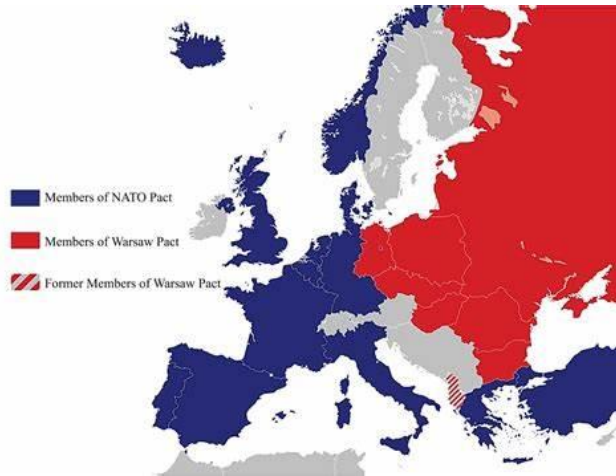 Members of NATO Pact
Members of Warsaw Pact
Former Members of Warsaw Pact